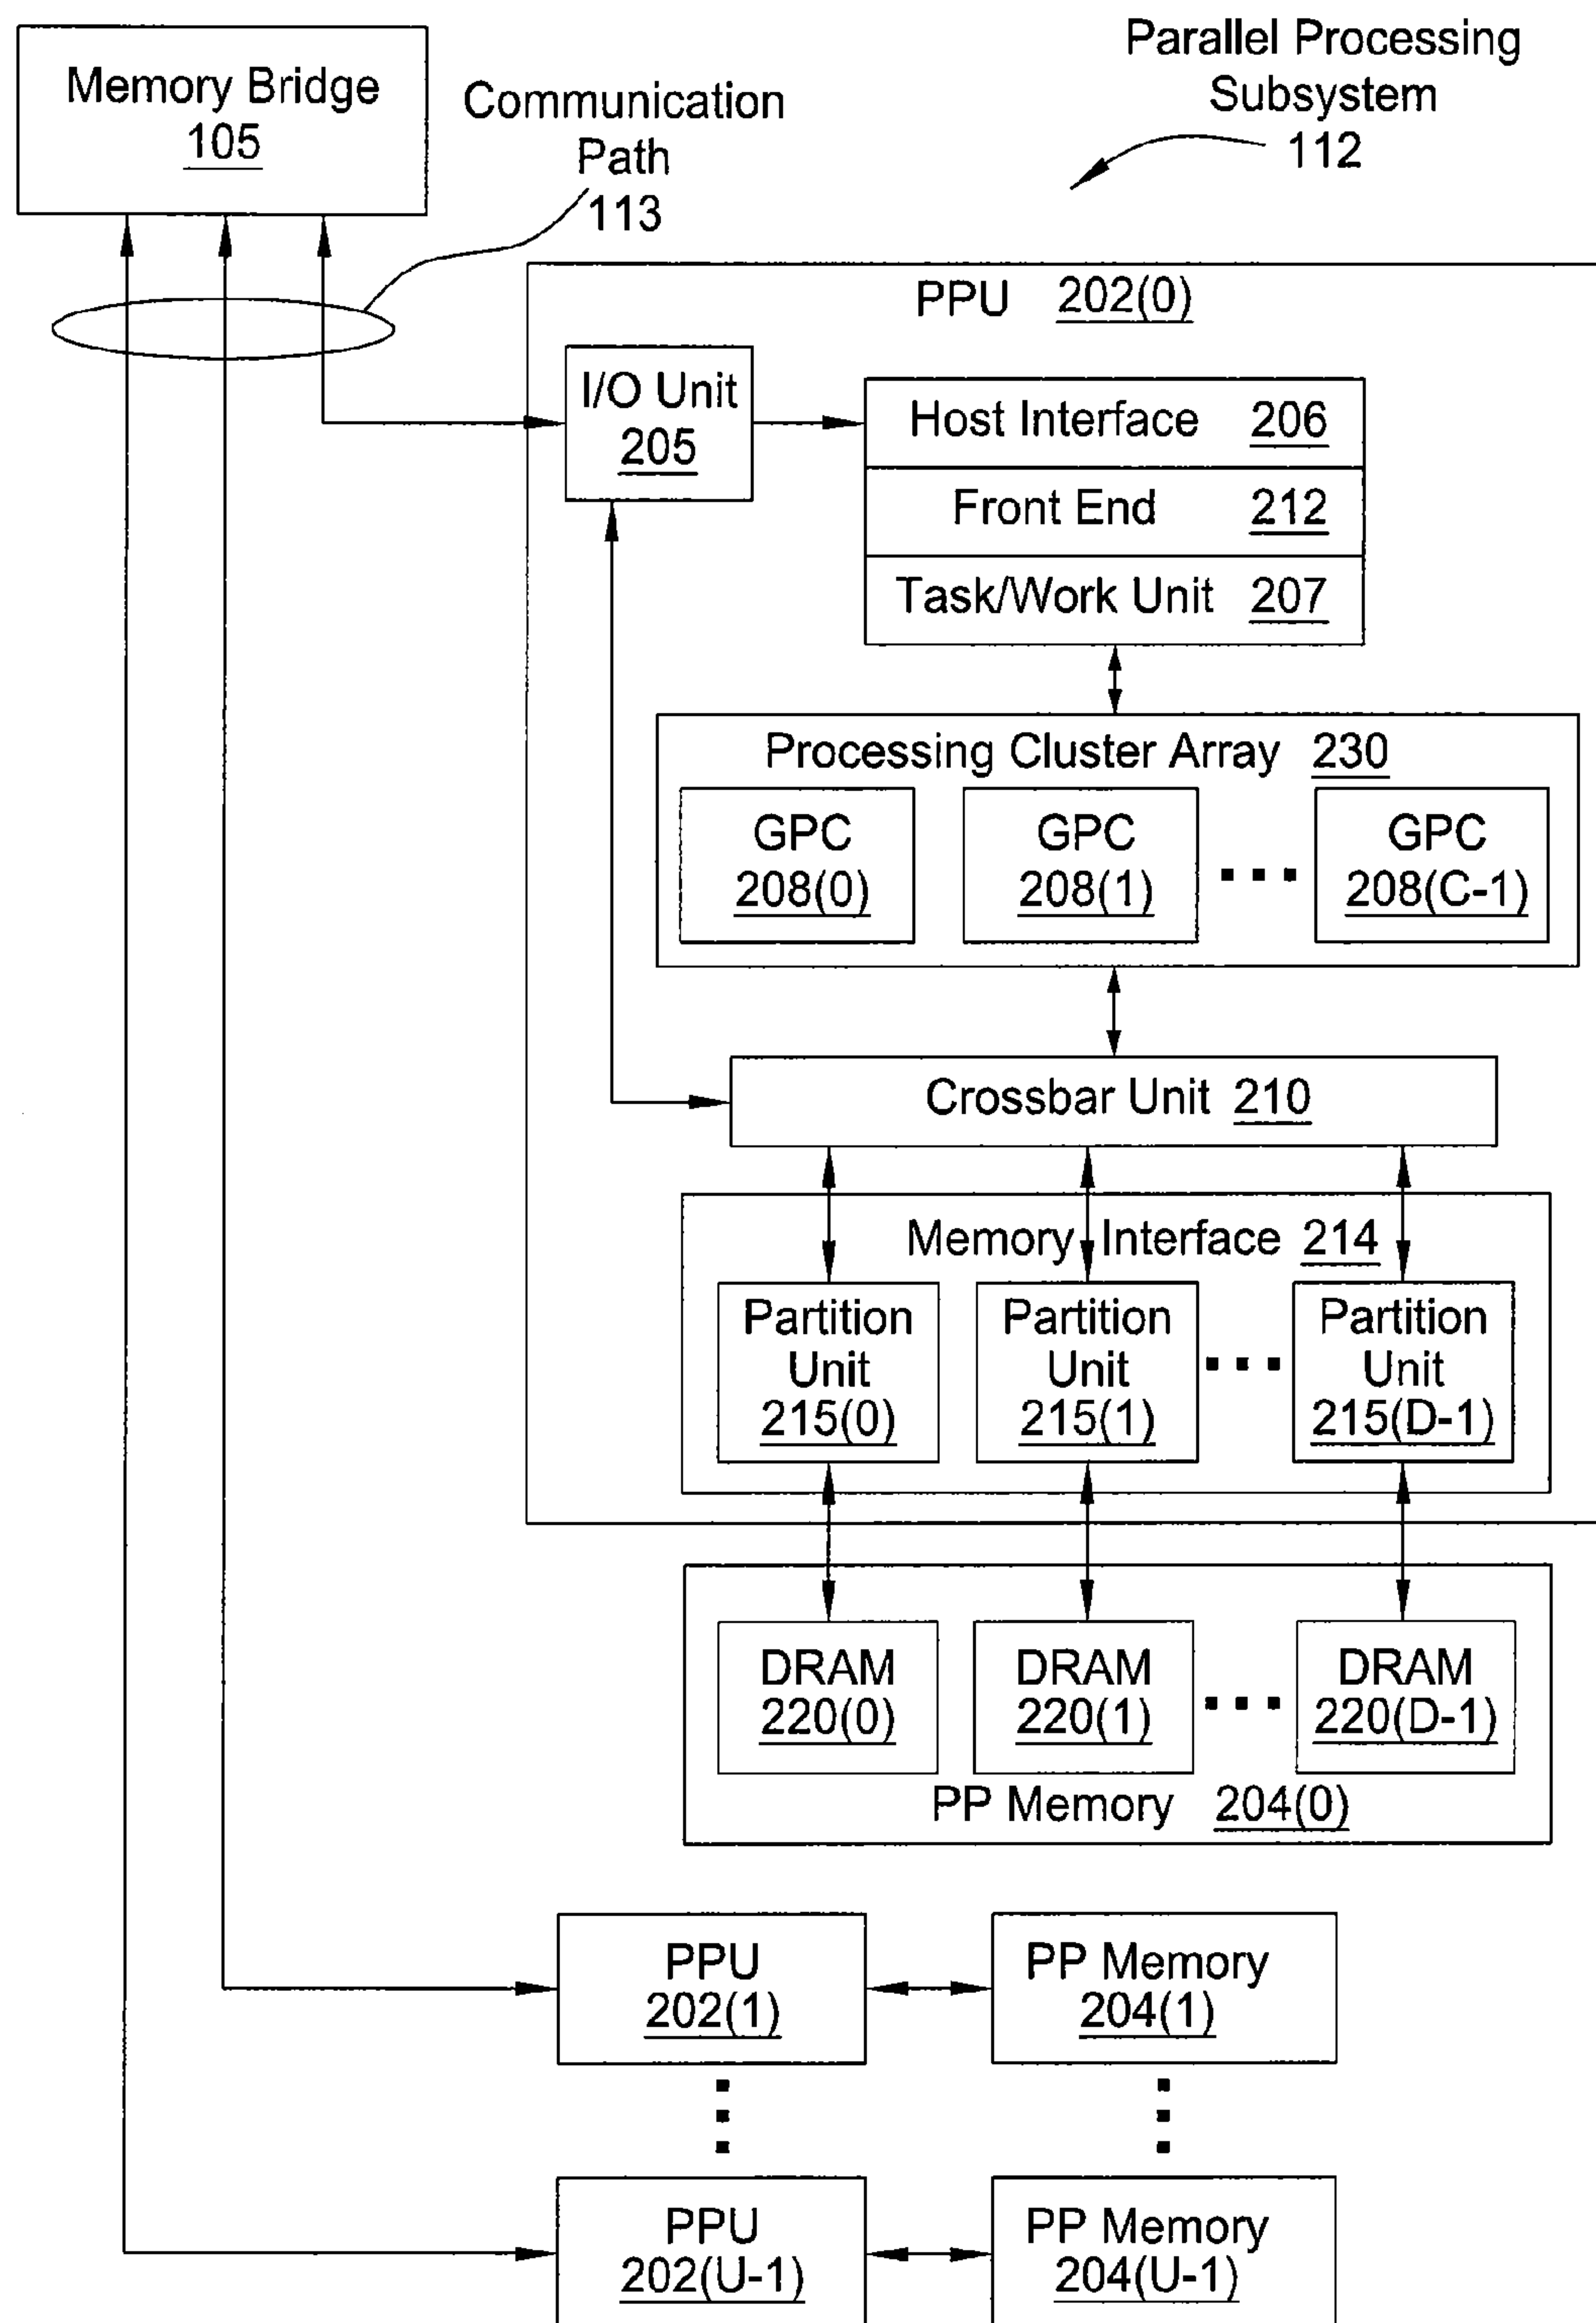 Memory Bridge
105
Communication
Path
113
Parallel Processing
Subsystem
112
PPU 202(0)
I/O Unit
205
Host Interface 206
Front End 212
Task/Work Unit 207
Processing Cluster Array 230
GPC
208(0)
GPC
208(1)
GPC
208(C-1)
Crossbar Unit 210
Memory Interface 214
Partition
Unit
215(0)
Partition
Unit
215(1)
Partition
Unit
215(D-1)
DRAM
220(0)
DRAM
220(1)
DRAM
220(D-1)
PP Memory 204(0)
PPU
202(1)
PP Memory
204(1)
PPU
202(U-1)
PP Memory
204(U-1)